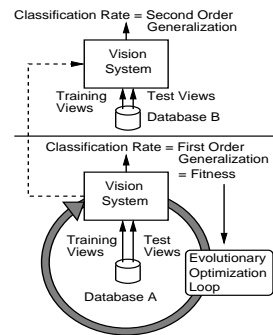 Classification Rate = Second Order
Generalization
Vision
System
Training
Views
Test Views
Database B
Classification Rate = First Order
Generalization
= Fitness
Vision
System
Training
Views
Test
Views
Database A
Evolutionary
Optimization
Loop